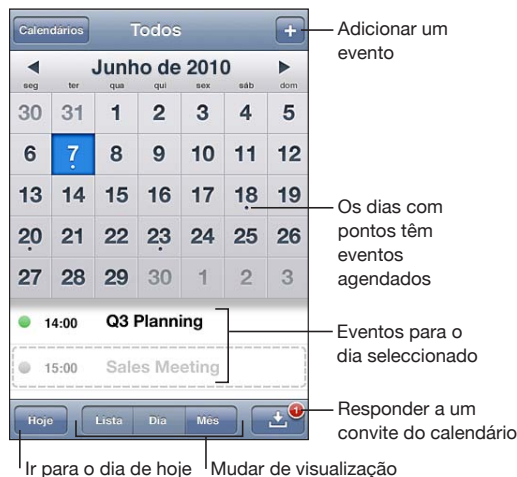 Calendários Todos +
Adicionar um
evento
Junho de 2010
seg ter qua qui sex sáb dom
30 31 1 2 3 4 5
6 7 8 9 10 11 12
13 14 15 16 17 18 19
Os dias com
pontos têm
eventos
agendados
20 21 22 23 24 25 26
27 28 29 30 1 2 3
14:00 Q3 Planning
15:00 Sales Meeting
Eventos para o
dia seleccionado
Hoje Lista Dia Mês 1
Responder a um
convite do calendário
Ir para o dia de hoje
Mudar de visualização